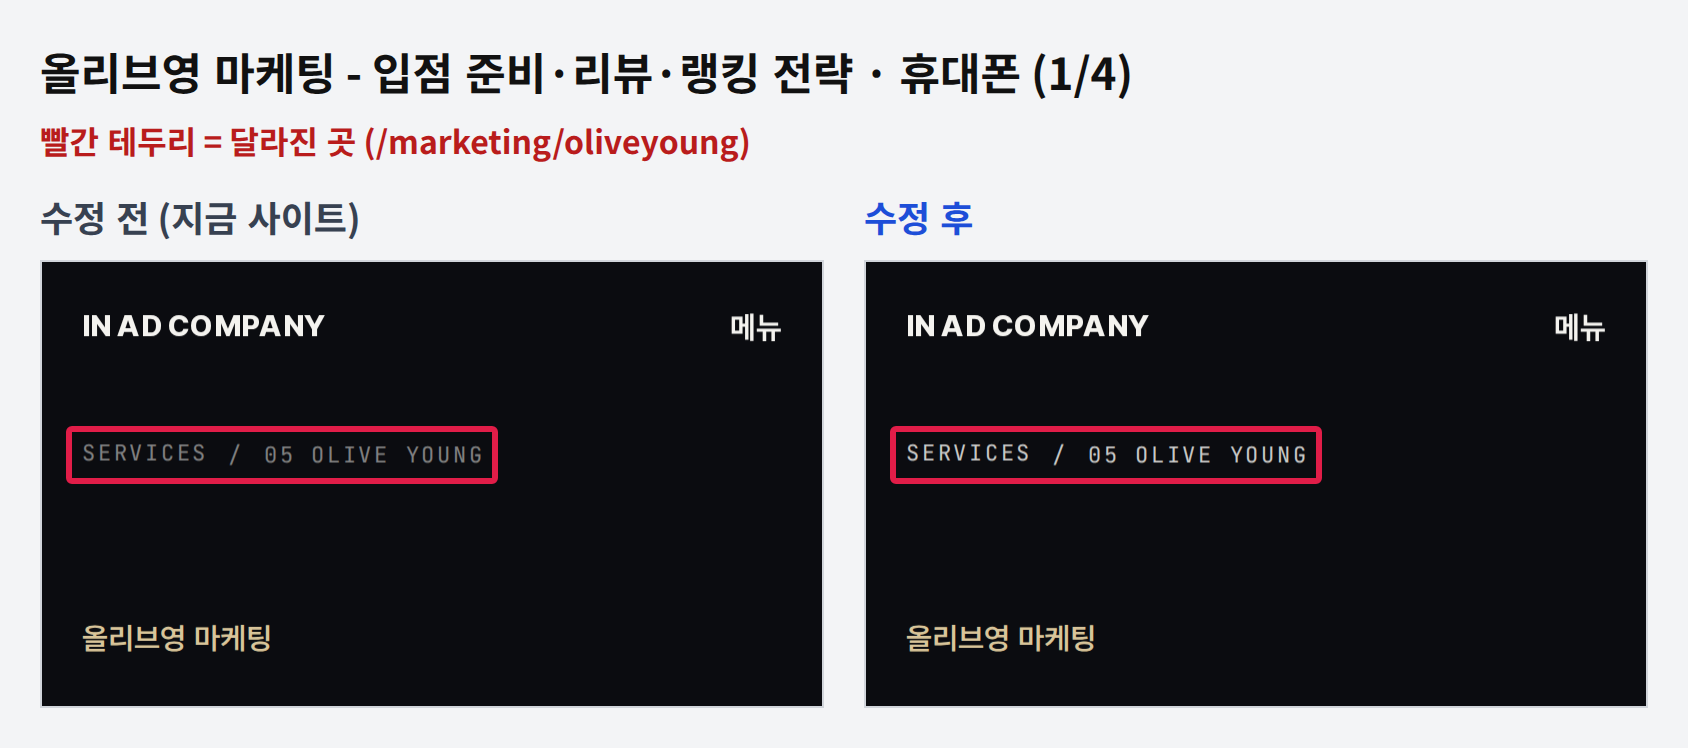 올리브영 마케팅 - 입점 준비·리뷰·랭킹 전략 · 휴대폰 (1/4)
빨간 테두리 = 달라진 곳 (/marketing/oliveyoung)
수정 전 (지금 사이트)
IN AD COMPANY 메뉴
SERVICES / 05 OLIVE YOUNG
올리브영 마케팅
수정 후
IN AD COMPANY 메뉴
SERVICES / 05 OLIVE YOUNG
올리브영 마케팅